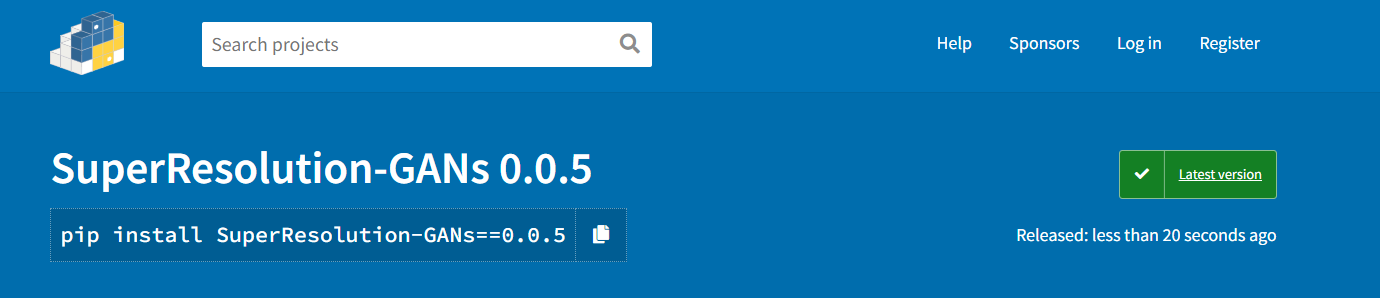 Search projects
Help Sponsors Log in Register
SuperResolution-GANs 0.0.5
Latest version
pip install SuperResolution-GANs==0.0.5
Released: less than 20 seconds ago